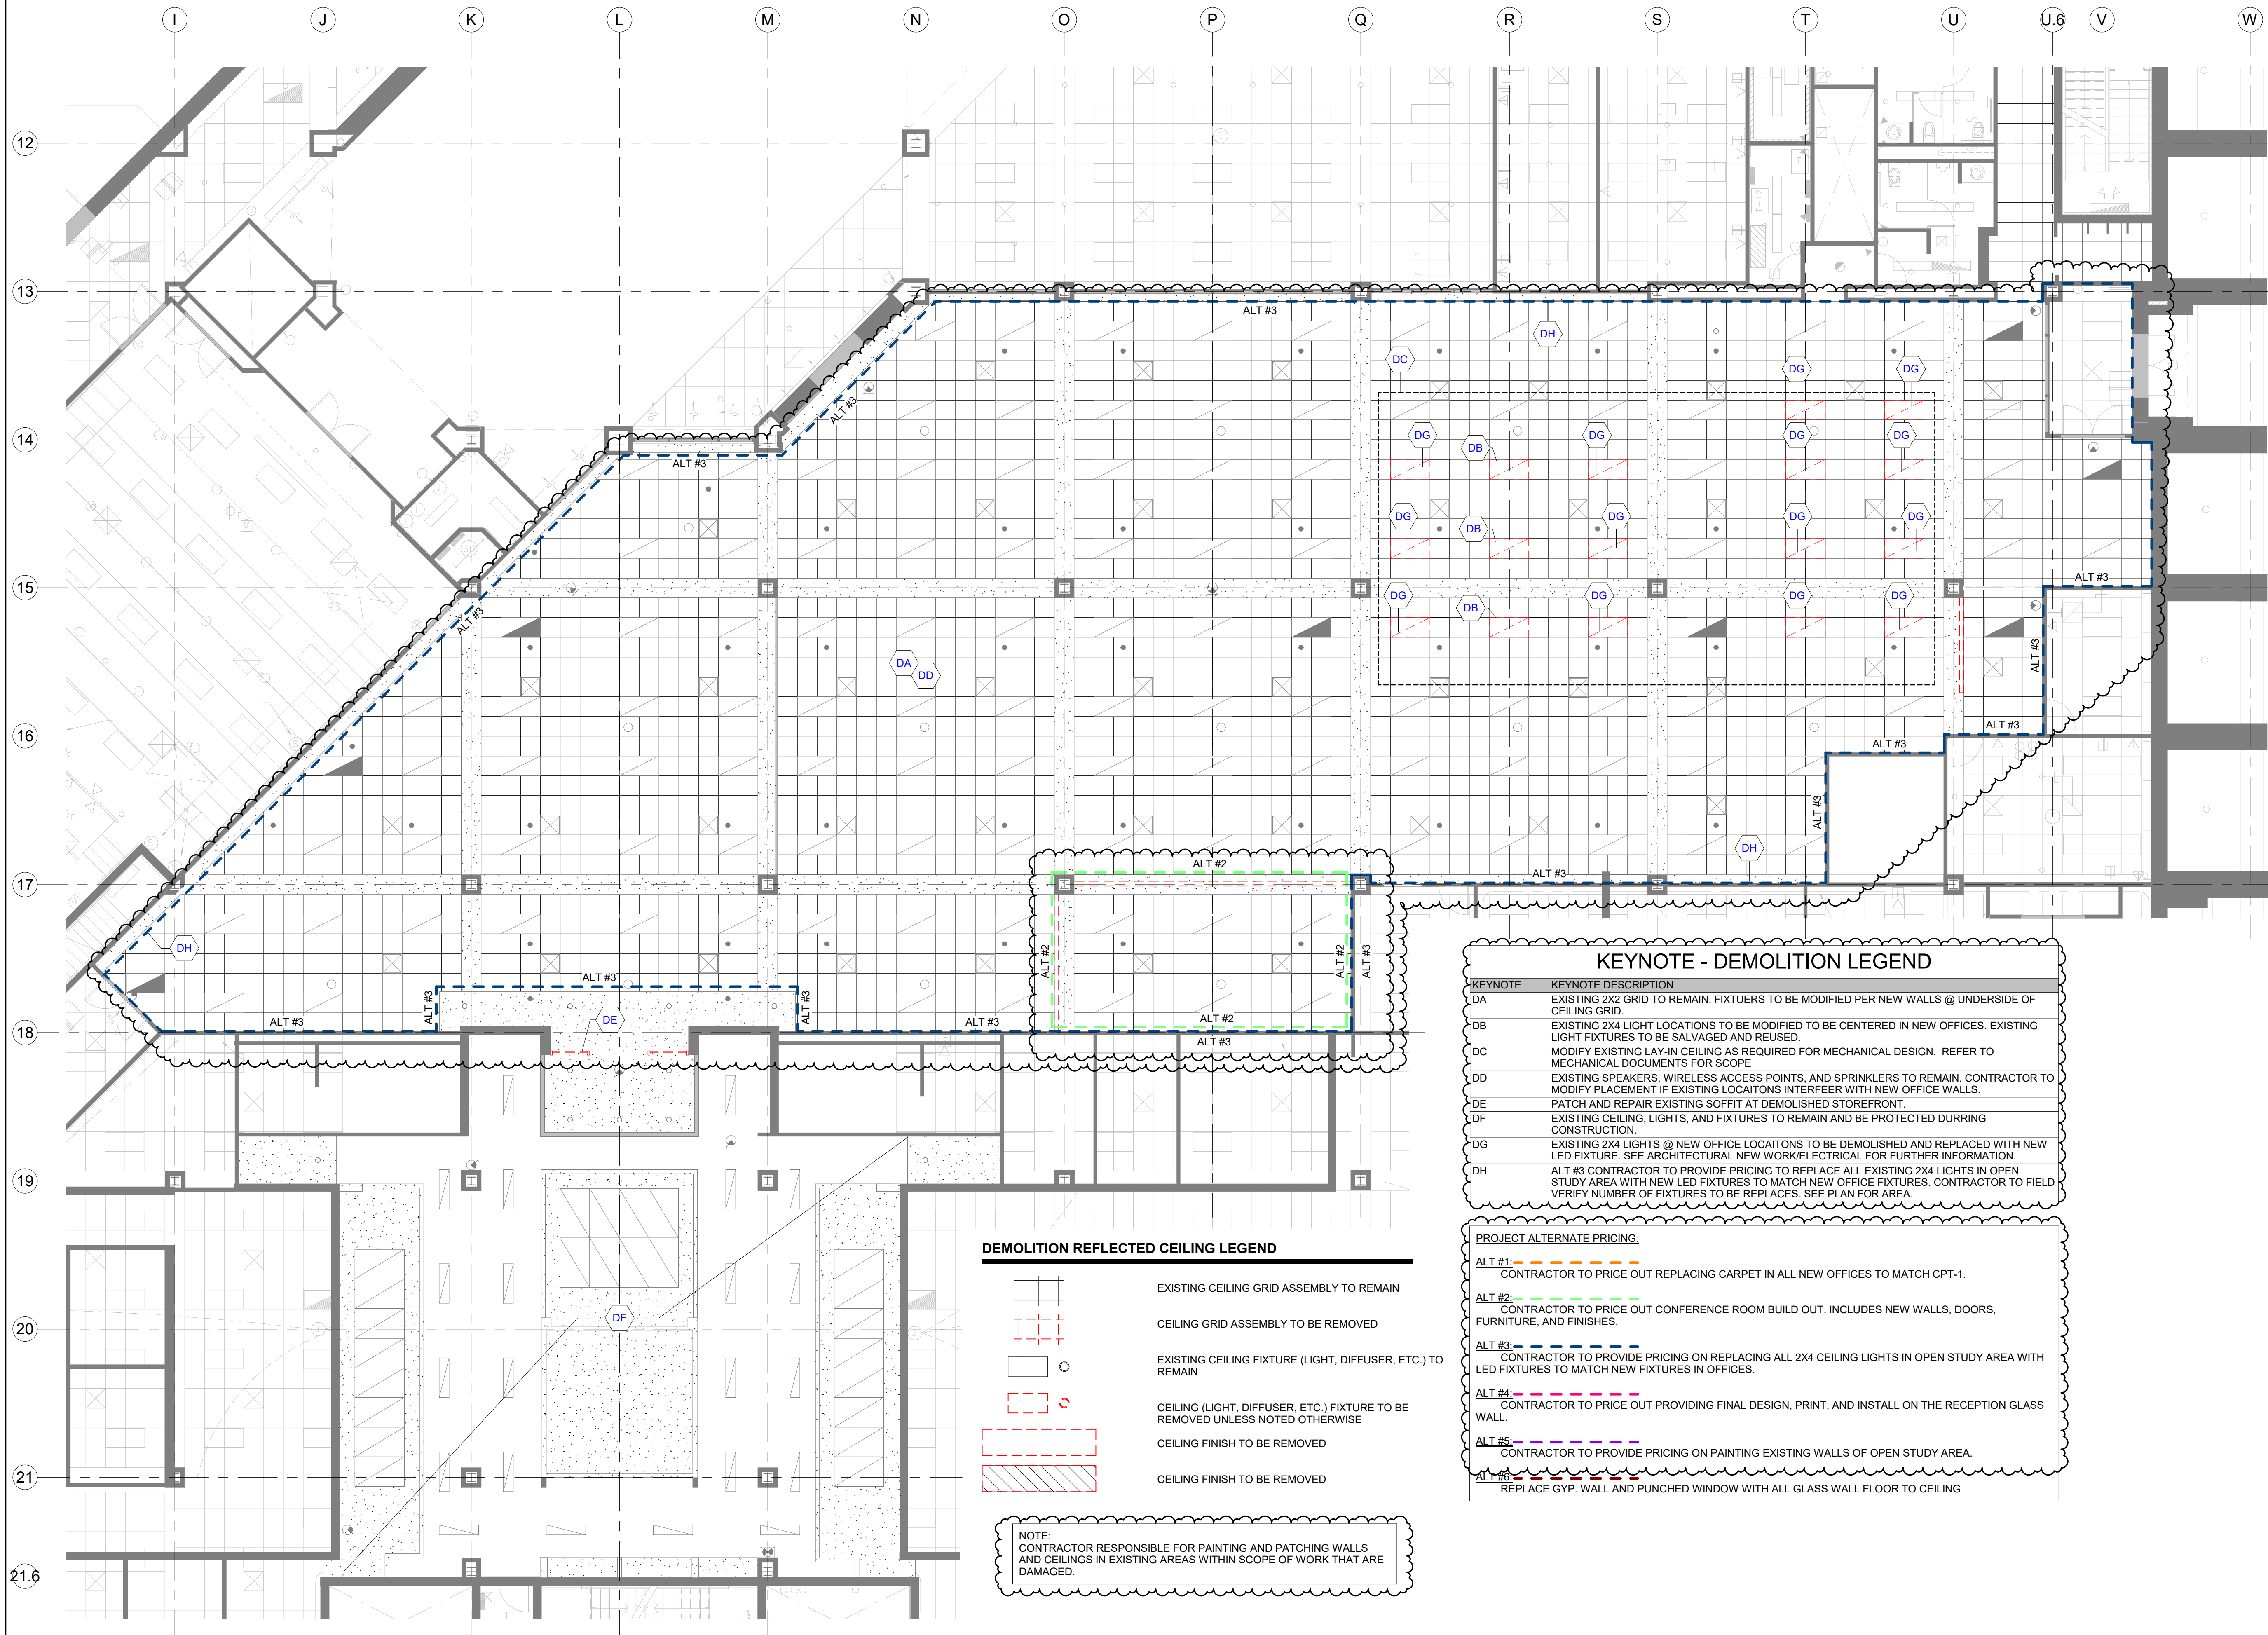 I J K L M N O P Q R S T U U.6 V W
12
13
ALT #3
DH
DC
DG DG
ALT #3
14
DG DG DG DG
DB
ALT #3
DG DG DG DG
DB
15
ALT #3
DG DG DG DG
DB
ALT #3
ALT #3
DA
DD
16
ALT #3
ALT #3
ALT #3
DH
ALT #2
17
ALT #3
DH
ALT #2
ALT #2
ALT #3
ALT #3
ALT #3
ALT #3
ALT #3
DE
ALT #3
ALT #2
18
ALT #3
19
20
DF
21
21.6
KEYNOTE - DEMOLITION LEGEND
KEYNOTE KEYNOTE DESCRIPTION
DA EXISTING 2X2 GRID TO REMAIN. FIXTUERS TO BE MODIFIED PER NEW WALLS @ UNDERSIDE OF
CEILING GRID.
DB EXISTING 2X4 LIGHT LOCATIONS TO BE MODIFIED TO BE CENTERED IN NEW OFFICES. EXISTING
LIGHT FIXTURES TO BE SALVAGED AND REUSED.
DC MODIFY EXISTING LAY-IN CEILING AS REQUIRED FOR MECHANICAL DESIGN. REFER TO
MECHANICAL DOCUMENTS FOR SCOPE
DD EXISTING SPEAKERS, WIRELESS ACCESS POINTS, AND SPRINKLERS TO REMAIN. CONTRACTOR TO
MODIFY PLACEMENT IF EXISTING LOCAITONS INTERFEER WITH NEW OFFICE WALLS.
DE PATCH AND REPAIR EXISTING SOFFIT AT DEMOLISHED STOREFRONT.
DF EXISTING CEILING, LIGHTS, AND FIXTURES TO REMAIN AND BE PROTECTED DURRING
CONSTRUCTION.
DG EXISTING 2X4 LIGHTS @ NEW OFFICE LOCAITONS TO BE DEMOLISHED AND REPLACED WITH NEW
LED FIXTURE. SEE ARCHITECTURAL NEW WORK/ELECTRICAL FOR FURTHER INFORMATION.
DH ALT #3 CONTRACTOR TO PROVIDE PRICING TO REPLACE ALL EXISTING 2X4 LIGHTS IN OPEN
STUDY AREA WITH NEW LED FIXTURES TO MATCH NEW OFFICE FIXTURES. CONTRACTOR TO FIELD
VERIFY NUMBER OF FIXTURES TO BE REPLACES. SEE PLAN FOR AREA.
PROJECT ALTERNATE PRICING:
ALT #1:
CONTRACTOR TO PRICE OUT REPLACING CARPET IN ALL NEW OFFICES TO MATCH CPT-1.
ALT #2:
CONTRACTOR TO PRICE OUT CONFERENCE ROOM BUILD OUT. INCLUDES NEW WALLS, DOORS,
FURNITURE, AND FINISHES.
ALT #3:
CONTRACTOR TO PROVIDE PRICING ON REPLACING ALL 2X4 CEILING LIGHTS IN OPEN STUDY AREA WITH
LED FIXTURES TO MATCH NEW FIXTURES IN OFFICES.
ALT #4:
CONTRACTOR TO PRICE OUT PROVIDING FINAL DESIGN, PRINT, AND INSTALL ON THE RECEPTION GLASS
WALL.
ALT #5:
CONTRACTOR TO PROVIDE PRICING ON PAINTING EXISTING WALLS OF OPEN STUDY AREA.
ALT #6:
REPLACE GYP. WALL AND PUNCHED WINDOW WITH ALL GLASS WALL FLOOR TO CEILING
DEMOLITION REFLECTED CEILING LEGEND
EXISTING CEILING GRID ASSEMBLY TO REMAIN
CEILING GRID ASSEMBLY TO BE REMOVED
EXISTING CEILING FIXTURE (LIGHT, DIFFUSER, ETC.) TO
REMAIN
CEILING (LIGHT, DIFFUSER, ETC.) FIXTURE TO BE
REMOVED UNLESS NOTED OTHERWISE
CEILING FINISH TO BE REMOVED
CEILING FINISH TO BE REMOVED
NOTE:
CONTRACTOR RESPONSIBLE FOR PAINTING AND PATCHING WALLS
AND CEILINGS IN EXISTING AREAS WITHIN SCOPE OF WORK THAT ARE
DAMAGED.